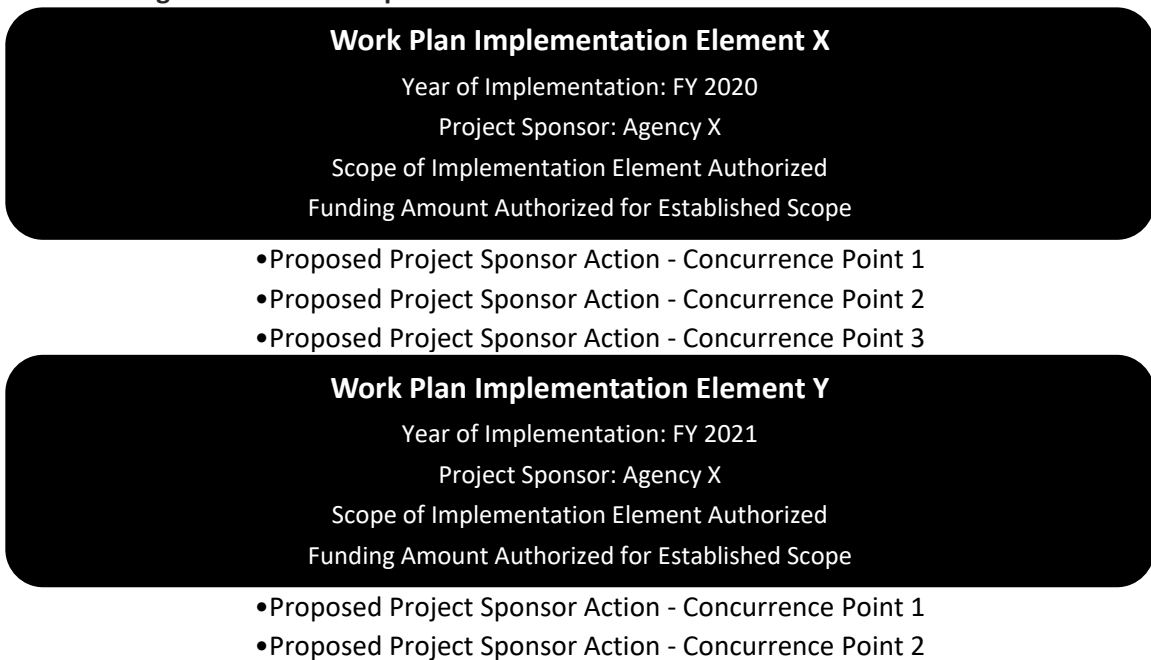 Work Plan Implementation Element X
Year of Implementation: FY 2020
Project Sponsor: Agency X
Scope of Implementation Element Authorized
Funding Amount Authorized for Established Scope
•Proposed Project Sponsor Action - Concurrence Point 1
•Proposed Project Sponsor Action - Concurrence Point 2
•Proposed Project Sponsor Action - Concurrence Point 3
Work Plan Implementation Element Y
Year of Implementation: FY 2021
Project Sponsor: Agency X
Scope of Implementation Element Authorized
Funding Amount Authorized for Established Scope
•Proposed Project Sponsor Action - Concurrence Point 1
•Proposed Project Sponsor Action - Concurrence Point 2